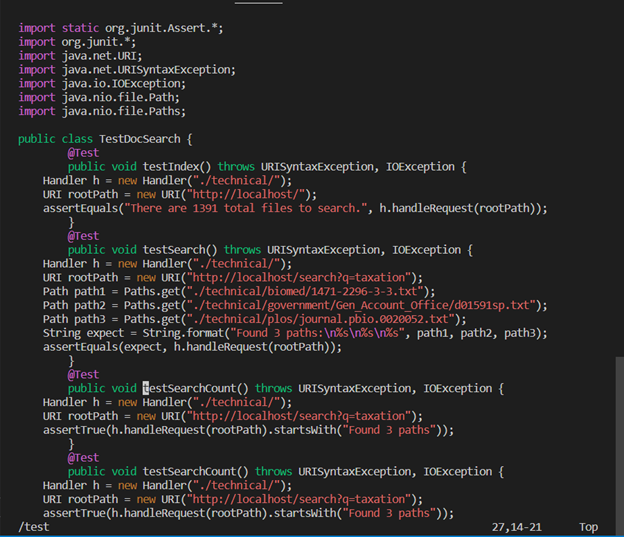 import static org.junit.Assert.*;
import org.junit.*;
import java.net.URI;
import java.net.URISyntaxException;
import java.io.IOException;
import java.nio.file.Path;
import java.nio.file.Paths;
public class TestDocSearch {
@Test
public void testIndex() throws URISyntaxException, IOException {
Handler h = new Handler("./technical/");
URI rootPath = new URI("http://localhost/");
assertEquals("There are 1391 total files to search.", h.handleRequest(rootPath));
}
@Test
public void testSearch() throws URISyntaxException, IOException {
Handler h = new Handler("./technical/");
URI rootPath = new URI("http://localhost/search?q=taxation");
Path path1 = Paths.get("./technical/biomed/1471-2296-3-3.txt");
Path path2 = Paths.get("./technical/government/Gen_Account_Office/d01591sp.txt");
Path path3 = Paths.get("./technical/plos/journal.pbio.0020052.txt");
String expect = String.format("Found 3 paths:\n%s\n%s\n%s", path1, path2, path3);
assertEquals(expect, h.handleRequest(rootPath));
}
@Test
public void testSearchCount() throws URISyntaxException, IOException {
Handler h = new Handler("./technical/");
URI rootPath = new URI("http://localhost/search?q=taxation");
assertTrue(h.handleRequest(rootPath).startsWith("Found 3 paths"));
}
@Test
public void testSearchCount() throws URISyntaxException, IOException {
Handler h = new Handler("./technical/");
URI rootPath = new URI("http://localhost/search?q=taxation");
assertTrue(h.handleRequest(rootPath).startsWith("Found 3 paths"));
/test 27,14-21 Top